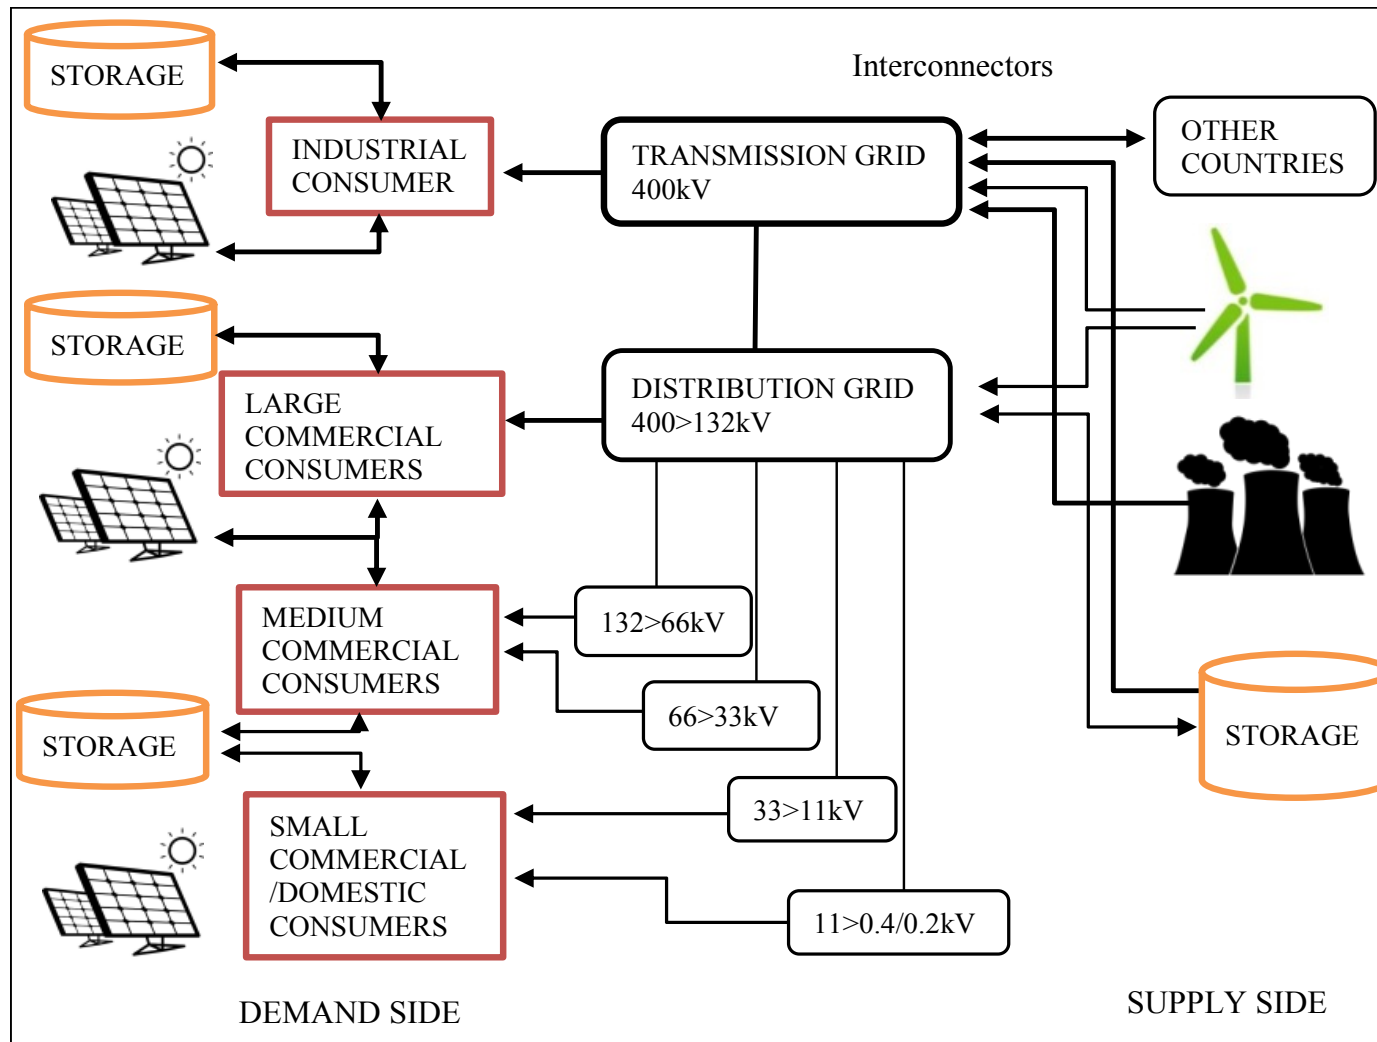 Interconnectors
STORAGE
INDUSTRIAL
CONSUMER
TRANSMISSION GRID
400kV
OTHER
COUNTRIES
STORAGE
LARGE
COMMERCIAL
CONSUMERS
DISTRIBUTION GRID
400>132kV
MEDIUM
COMMERCIAL
CONSUMERS
132>66kV
66>33kV
STORAGE
STORAGE
SMALL
COMMERCIAL
/DOMESTIC
CONSUMERS
33>11kV
11>0.4/0.2kV
DEMAND SIDE
SUPPLY SIDE